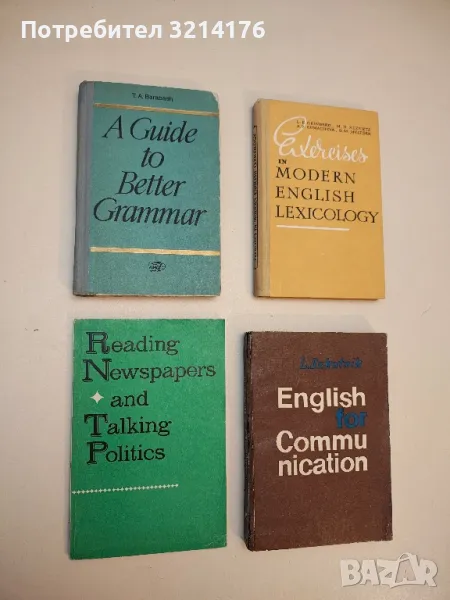 Потребител 3214176
A Guide
to
Better
Grammar
Exercises
IN
MODERN
ENGLISH
LEXICOLOGY
Reading
Newspapers
and
Talking
Politics
English
for
Commu
nication
BAZAR